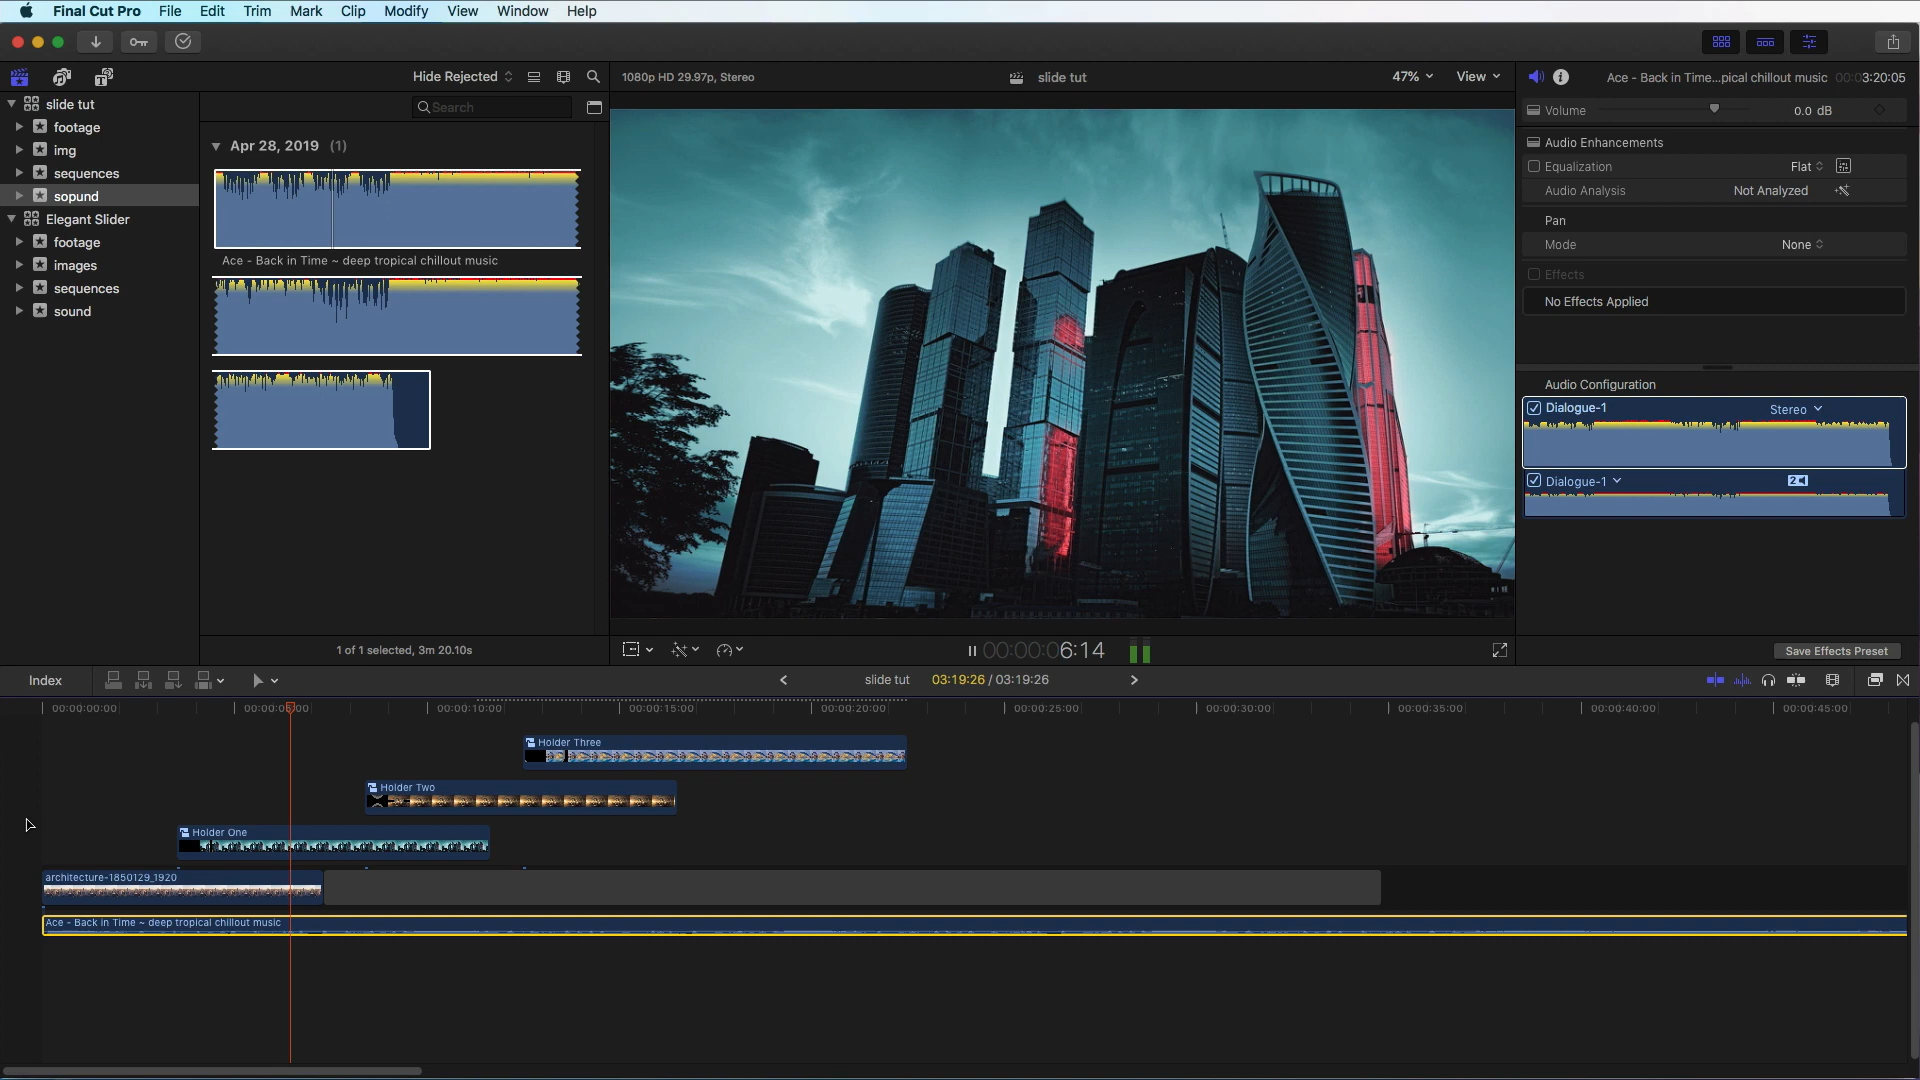 Final Cut Pro File Edit Trim Mark Clip Modify View Window Help
Hide Rejected
1080p HD 29.97p, Stereo
slide tut
47%
View
Ace - Back in Time...pical chillout music
00:03:20:05
slide tut
footage
img
sequences
sopund
Elegant Slider
footage
images
sequences
sound
Search
Apr 28, 2019 (1)
Ace - Back in Time ~ deep tropical chillout music
1 of 1 selected, 3m 20.10s
00:00:06:14
Volume 0.0 dB
Audio Enhancements
Equalization Flat
Audio Analysis Not Analyzed
Pan
Mode None
Effects
No Effects Applied
Audio Configuration
Dialogue-1 Stereo
Dialogue-1 2
Save Effects Preset
Index
slide tut 03:19:26 / 03:19:26
00:00:00:00 00:00:05:00 00:00:10:00 00:00:15:00 00:00:20:00 00:00:25:00 00:00:30:00 00:00:35:00 00:00:40:00 00:00:45:00
Holder Three
Holder Two
Holder One
architecture-1850129_1920
Ace - Back in Time ~ deep tropical chillout music